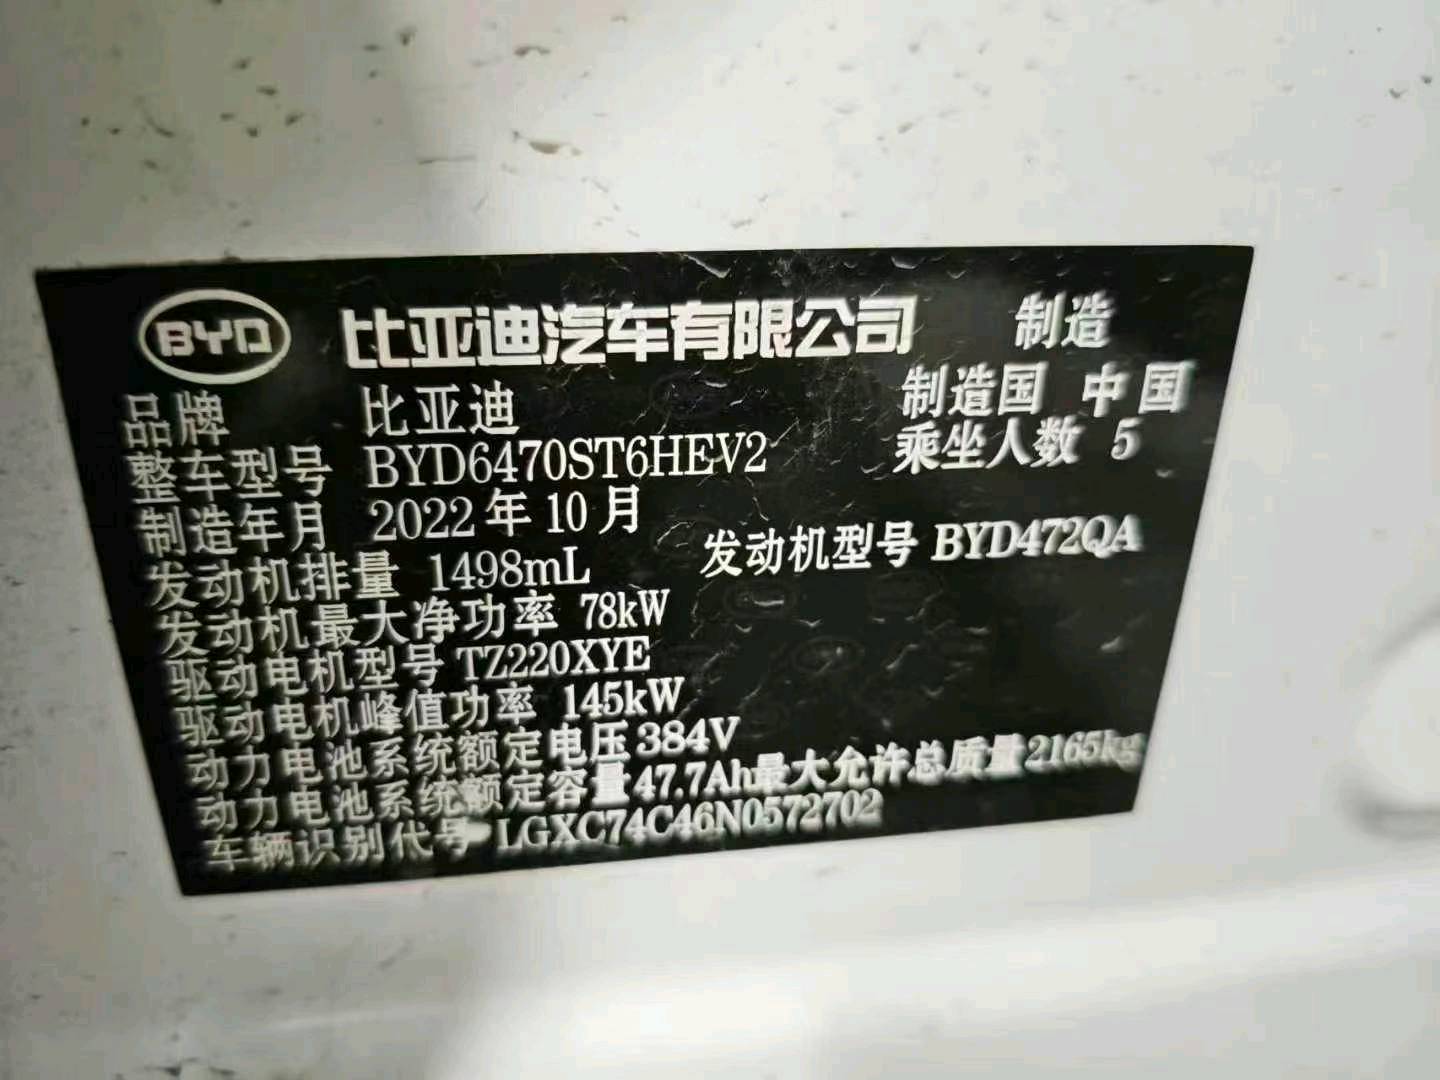 BYD 比亚迪汽车有限公司 制造
品牌 比亚迪 制造国 中国
整车型号 BYD6470ST6HEV2 乘坐人数 5
制造年月 2022年10月
发动机排量 1498mL 发动机型号 BYD472QA
发动机最大净功率 78kW
驱动电机型号 TZ220XYE
驱动电机峰值功率 145kW
动力电池系统额定电压 384V
动力电池系统额定容量 47.7Ah 最大允许总质量 2165kg
车辆识别代号 LGXC74C46N0572702